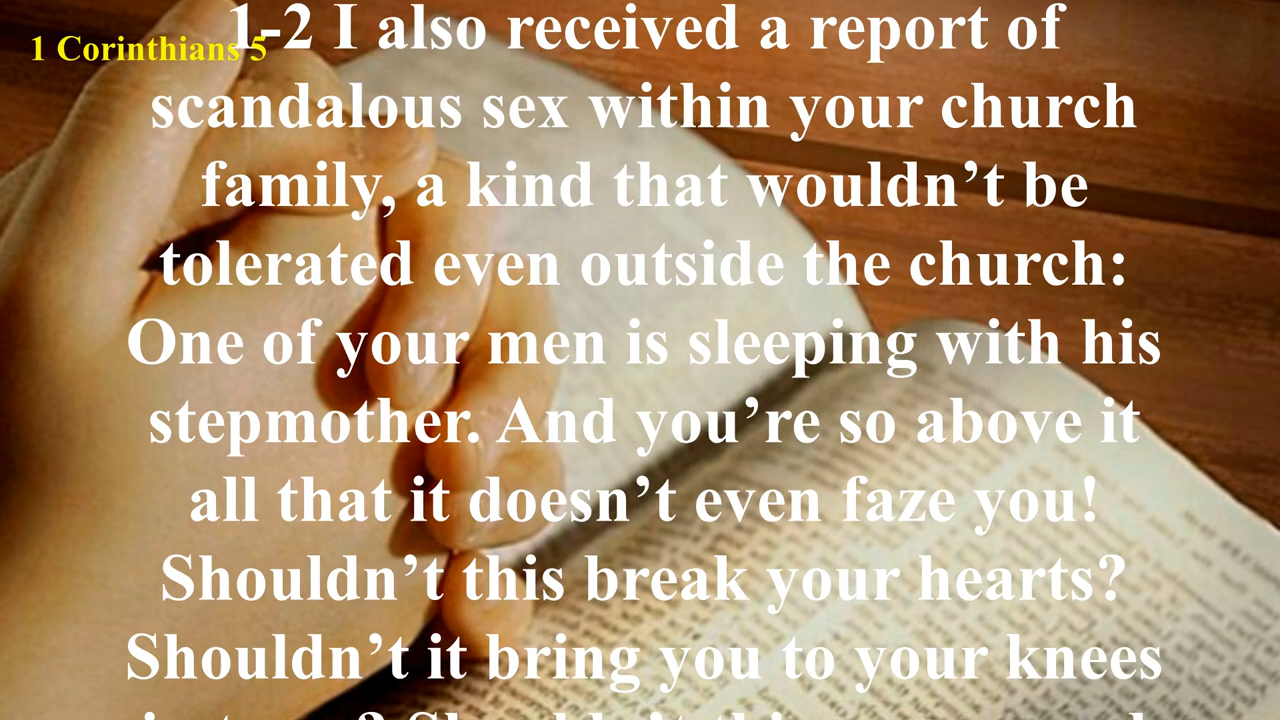 1 Corinthians 5
1-2 I also received a report of
scandalous sex within your church
family, a kind that wouldn’t be
tolerated even outside the church:
One of your men is sleeping with his
stepmother. And you’re so above it
all that it doesn’t even faze you!
Shouldn’t this break your hearts?
Shouldn’t it bring you to your knees